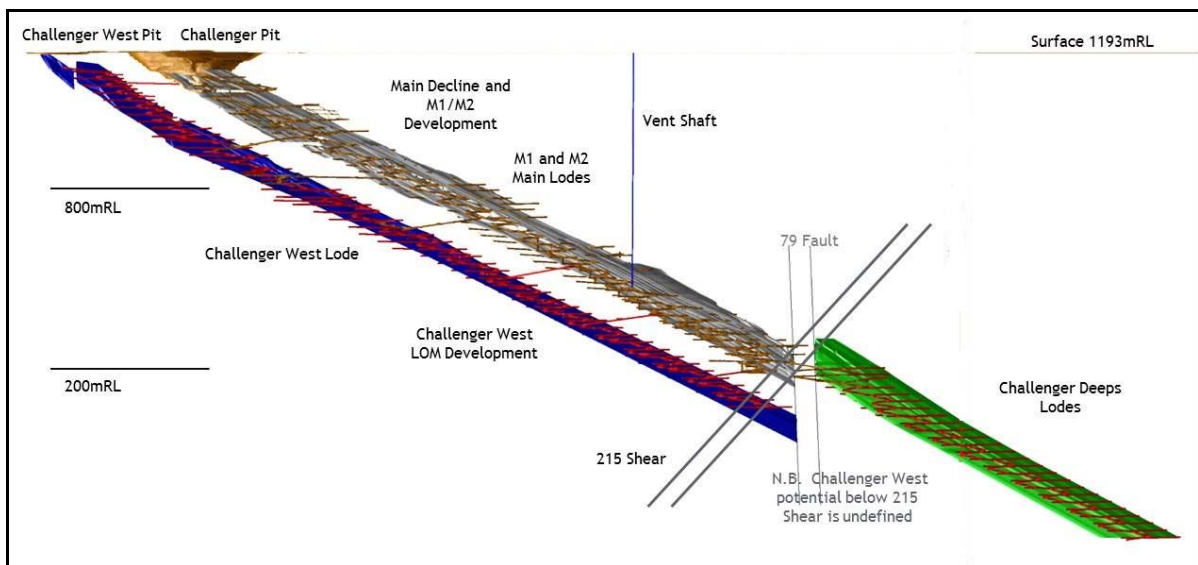 Challenger West Pit
Challenger Pit
Surface 1193mRL
Main Decline and
M1/M2
Development
Vent Shaft
M1 and M2
Main Lodes
800mRL
79 Fault
Challenger West Lode
Challenger West
LOM Development
200mRL
Challenger Deeps
Lodes
215 Shear
N.B. Challenger West
potential below 215
Shear is undefined